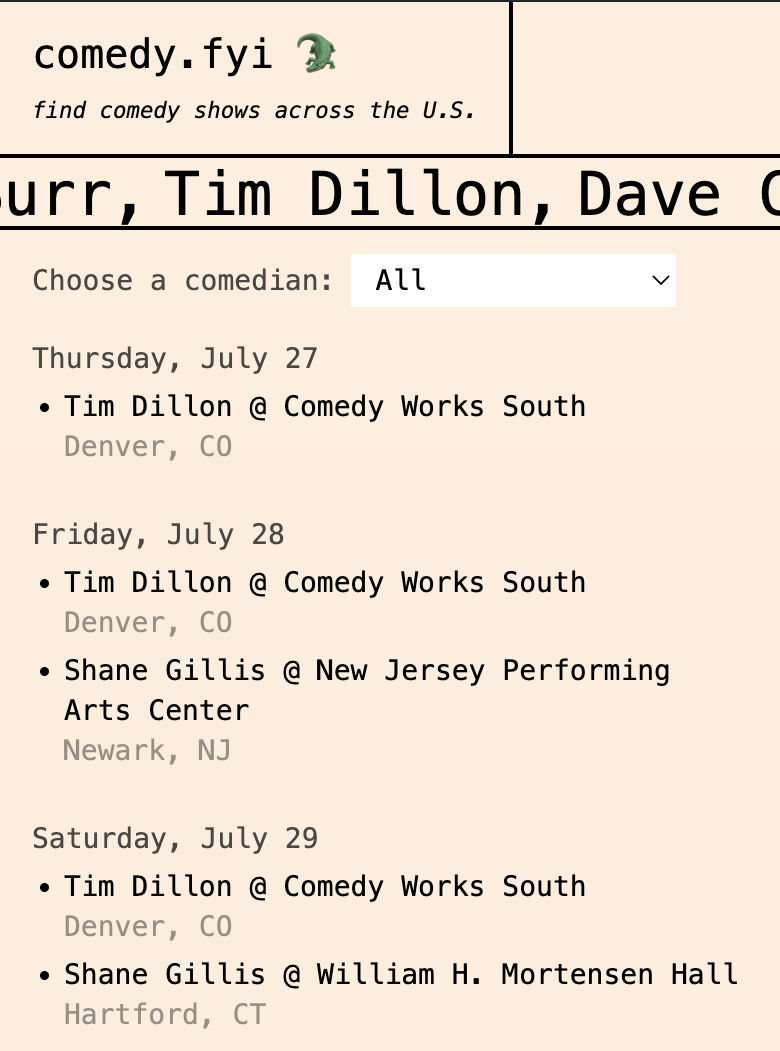 comedy.fyi
find comedy shows across the U.S.
urr, Tim Dillon, Dave
Choose a comedian: All
Thursday, July 27
Tim Dillon @ Comedy Works South
Denver, CO
Friday, July 28
Tim Dillon @ Comedy Works South
Denver, CO
Shane Gillis @ New Jersey Performing
Arts Center
Newark, NJ
Saturday, July 29
Tim Dillon @ Comedy Works South
Denver, CO
Shane Gillis @ William H. Mortensen Hall
Hartford, CT